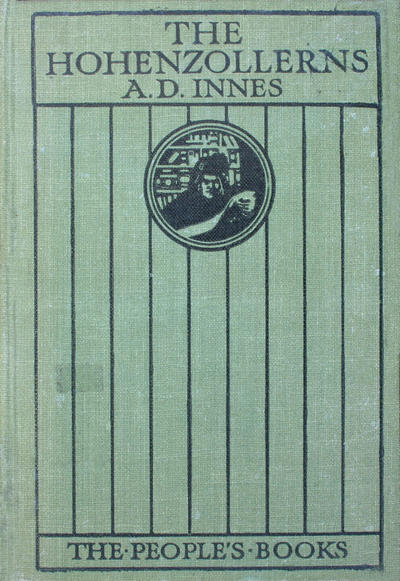 THE
HOHENZOLLERNS
A. D. INNES
THE·PEOPLE'S·BOOKS